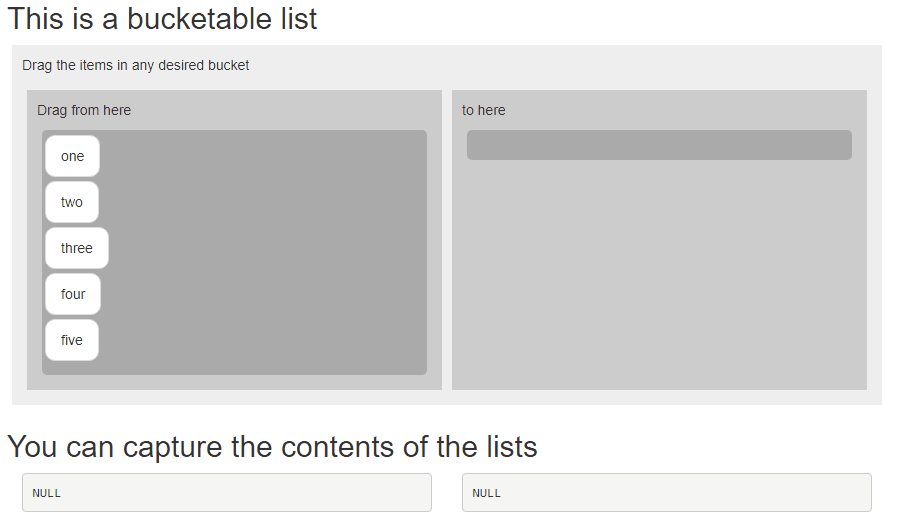 This is a bucketable list
Drag the items in any desired bucket
Drag from here
one
two
three
four
five
to here
You can capture the contents of the lists
NULL
NULL